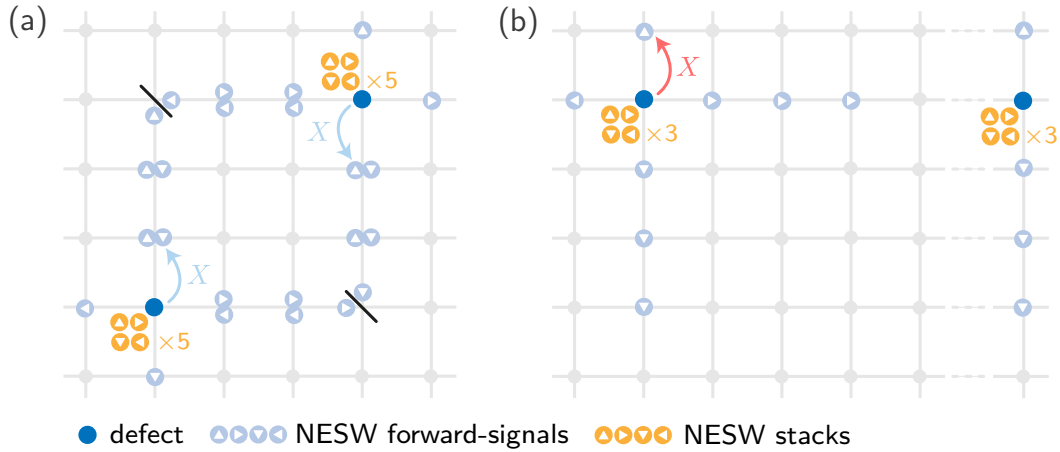 (a)
(b)
×5
X
X
×5
X
×3
×3
defect
NESW forward-signals
NESW stacks